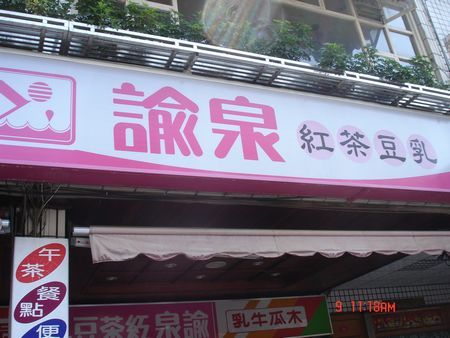 諭泉 紅茶豆乳
午茶
餐點
便
豆茶紅泉諭
木瓜牛乳
9 11:18AM